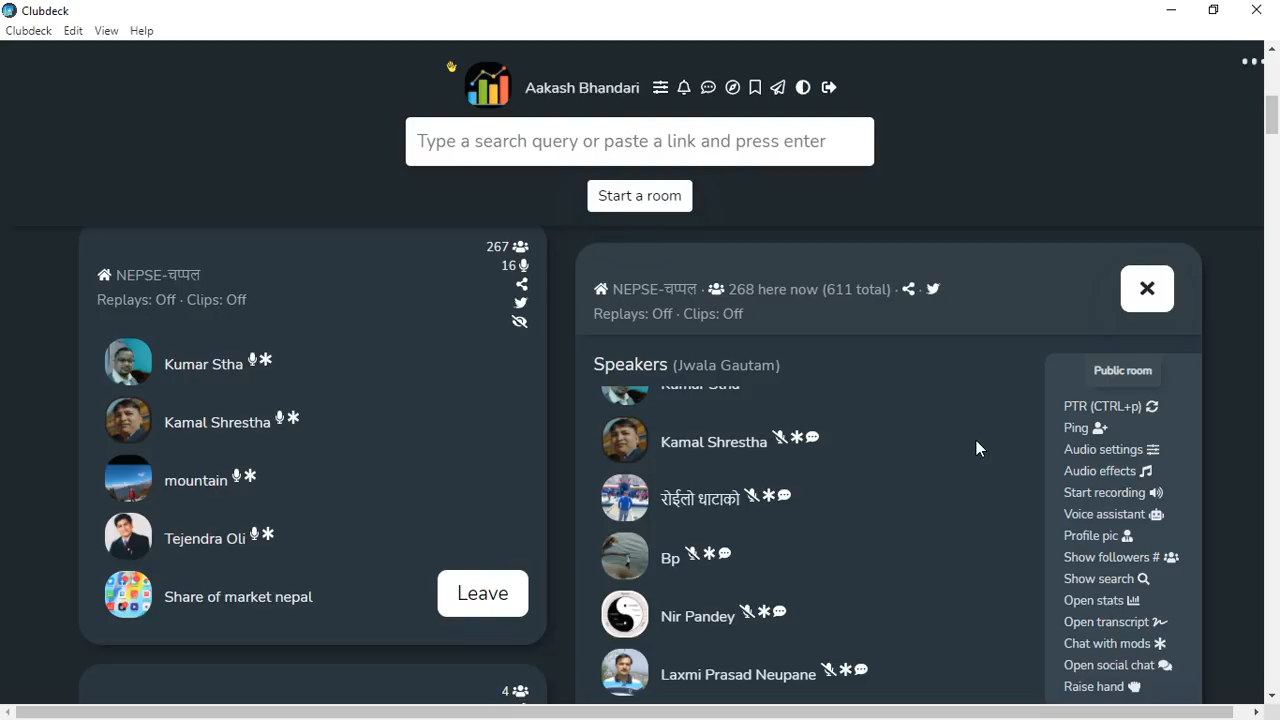 Clubdeck
Clubdeck Edit View Help
Aakash Bhandari
Type a search query or paste a link and press enter
Start a room
267
16
NEPSE-चप्पल
Replays: Off · Clips: Off
Kumar Stha
Kamal Shrestha
mountain
Tejendra Oli
Share of market nepal
Leave
4
NEPSE-चप्पल · 268 here now (611 total) · ·
Replays: Off · Clips: Off
Speakers (Jwala Gautam)
Kumar Stha
Kamal Shrestha
रोईलो धाटाको
Bp
Nir Pandey
Laxmi Prasad Neupane
Public room
PTR (CTRL+p)
Ping
Audio settings
Audio effects
Start recording
Voice assistant
Profile pic
Show followers #
Show search
Open stats
Open transcript
Chat with mods
Open social chat
Raise hand